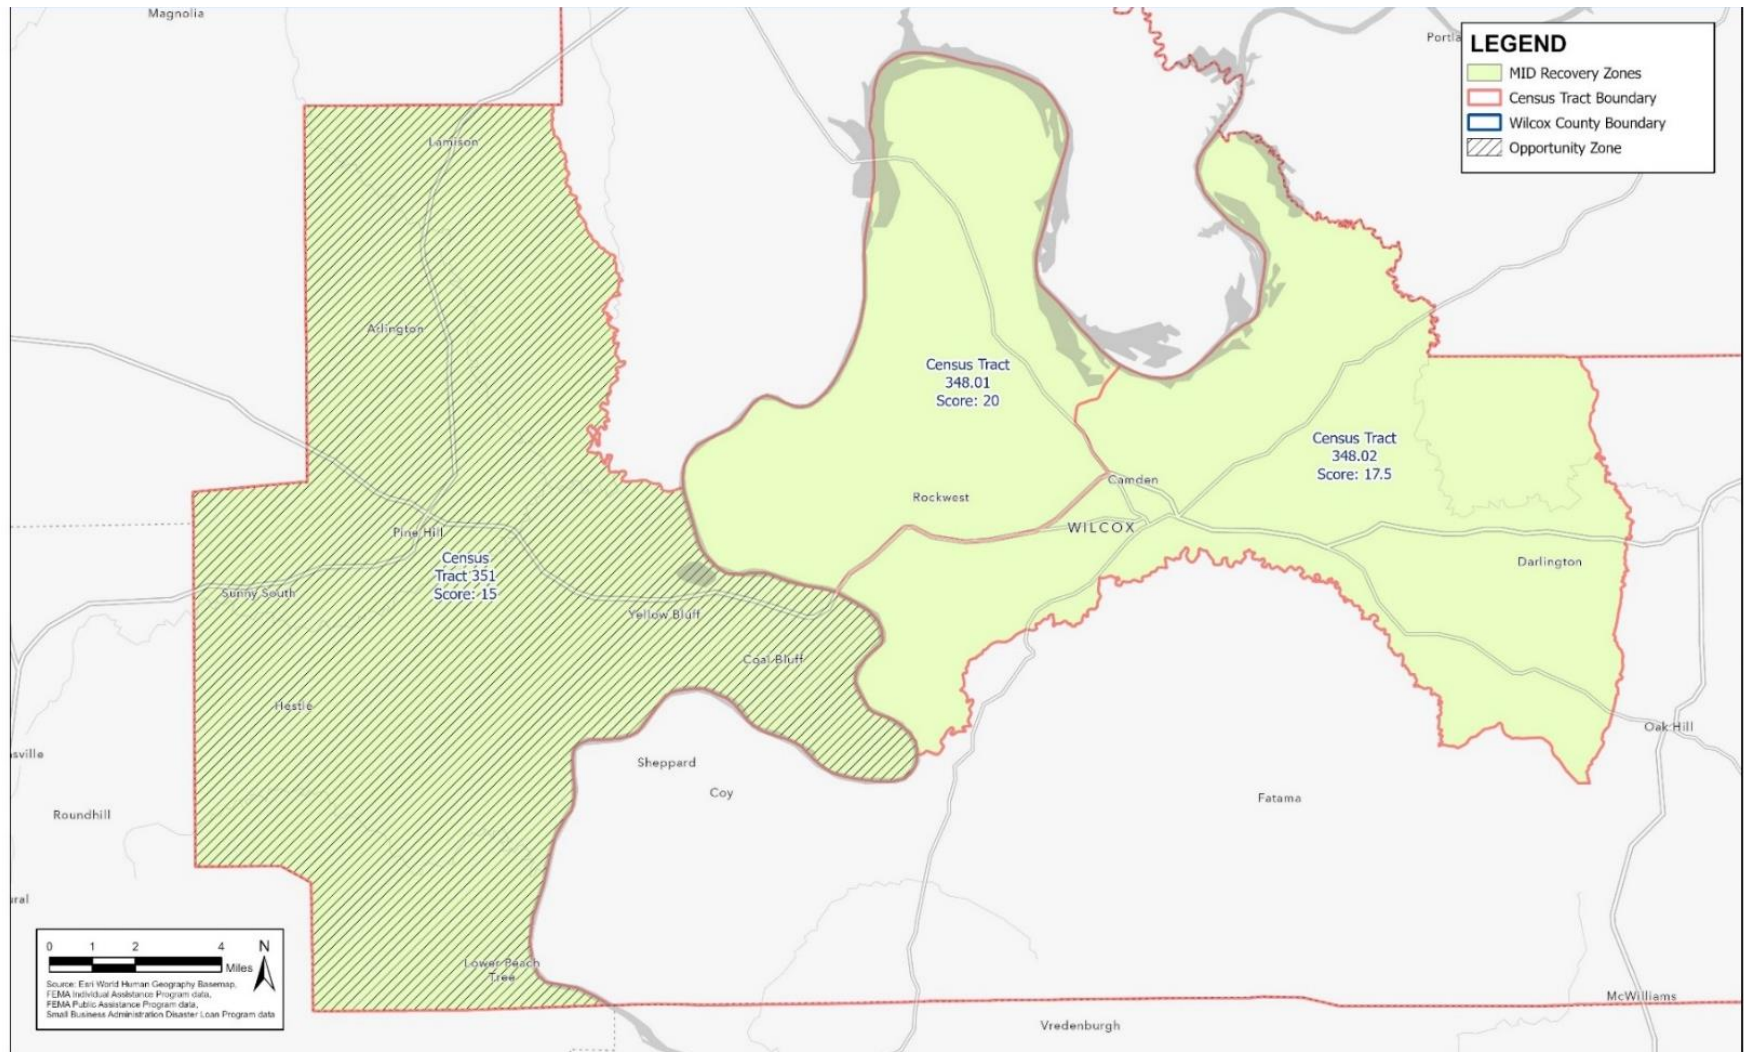 Magnolia
Portla
LEGEND
MID Recovery Zones
Census Tract Boundary
Wilcox County Boundary
Opportunity Zone
Lamison
Arlington
Census Tract
348.01
Score: 20
Census Tract
348.02
Score: 17.5
Camden
Rockwest
WILCOX
Pine Hill
Census
Tract 351
Score: 15
Darlington
Sunny South
Yellow Bluff
Coal Bluff
Hestle
Oak Hill
sville
Sheppard
Coy
Fatama
Roundhill
ural
0 1 2 4
N
Miles
Source: Esri World Human Geography Basemap,
FEMA Individual Assistance Program data,
FEMA Public Assistance Program data,
Small Business Administration Disaster Loan Program data
Lower Peach
Tree
McWilliams
Vredenburgh